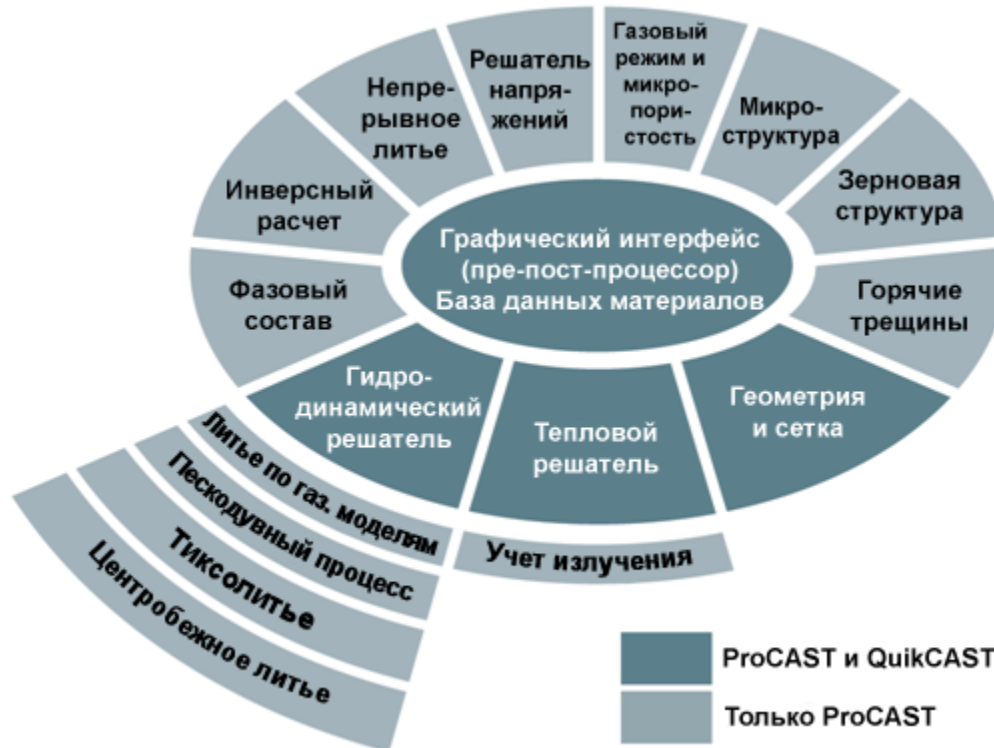 Газовый
режим и
микро-
пори-
стость
Решатель
напря-
жений
Непре-
рывное
литье
Микро-
структура
Инверсный
расчет
Зерновая
структура
Графический интерфейс
(пре-пост-процессор)
База данных материалов
Фазовый
состав
Горячие
трещины
Гидро-
динамический
решатель
Тепловой
решатель
Геометрия
и сетка
Литье по газ. моделям
Пескодувный процесс
Тиксолитье
Центробежное литье
Учет излучения
ProCAST и QuikCAST
Только ProCAST